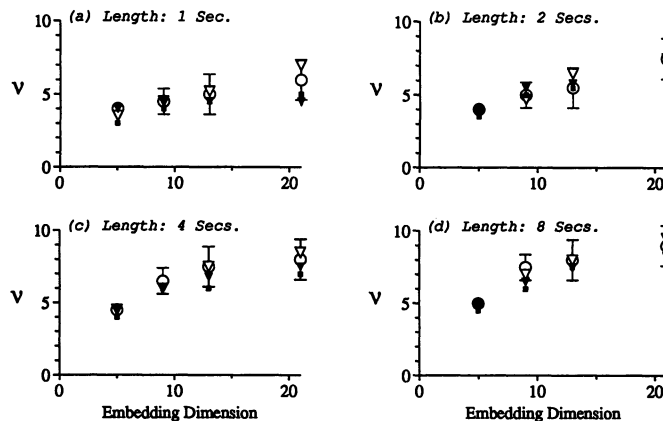 (a) Length: 1 Sec.
10
5
0
ν
0 10 20
(b) Length: 2 Secs.
10
5
0
0 10 20
(c) Length: 4 Secs.
10
5
0
ν
0 10 20
Embedding Dimension
(d) Length: 8 Secs.
10
5
0
ν
0 10 20
Embedding Dimension